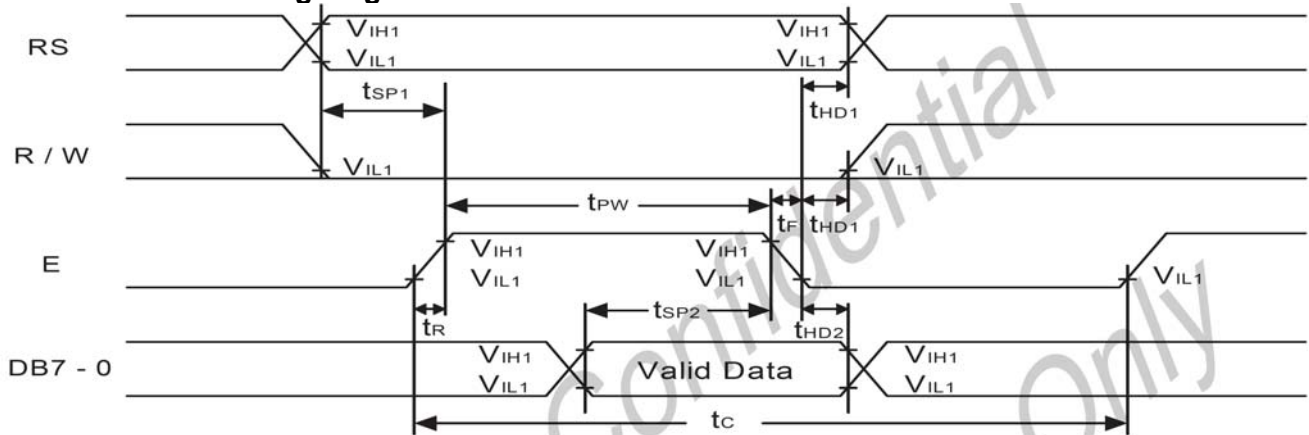 RS
VIH1 VIH1
VIL1 VIL1
tSP1 tHD1
R / W
VIL1 VIL1
tPW tF tHD1
E
VIH1 VIH1
VIL1 VIL1 VIL1
tR tSP2 tHD2
DB7 - 0
VIH1 Valid Data VIH1
VIL1 VIL1
tC
Confidential
Only